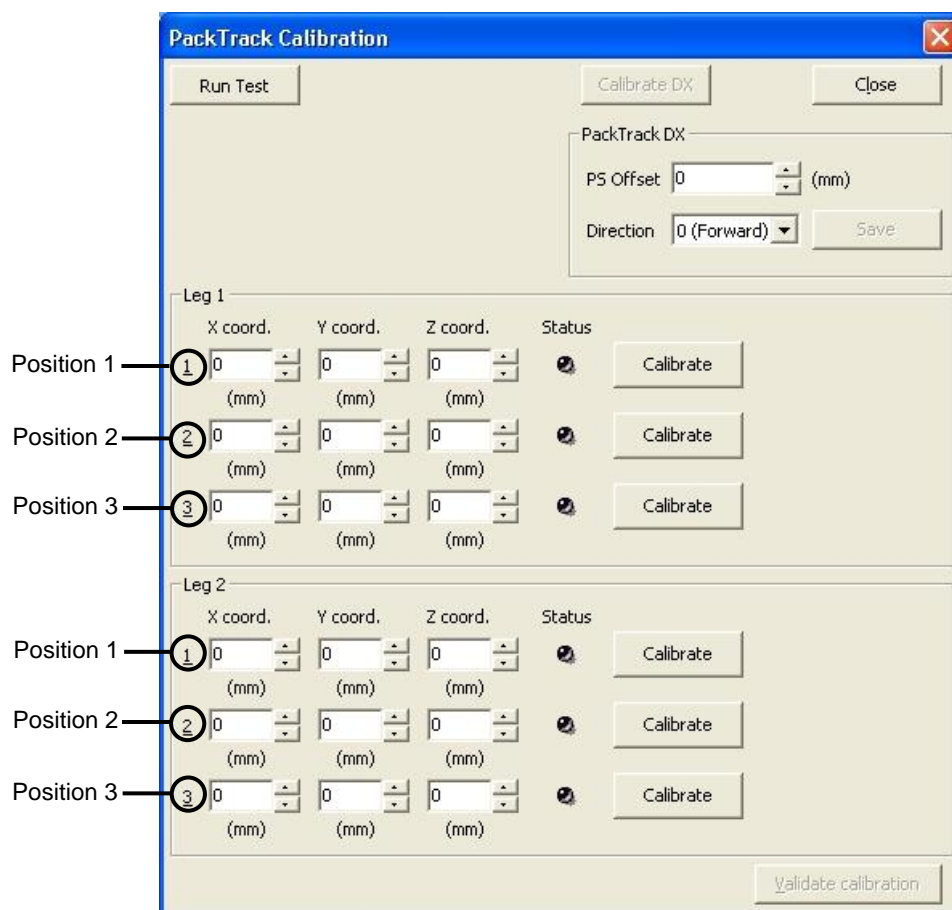 PackTrack Calibration
Run Test Calibrate DX Close
PackTrack DX
PS Offset 0 (mm)
Direction 0 (Forward) Save
Leg 1
X coord. Y coord. Z coord. Status
Position 1 1 0 0 0 Calibrate
(mm) (mm) (mm)
Position 2 2 0 0 0 Calibrate
(mm) (mm) (mm)
Position 3 3 0 0 0 Calibrate
(mm) (mm) (mm)
Leg 2
X coord. Y coord. Z coord. Status
Position 1 1 0 0 0 Calibrate
(mm) (mm) (mm)
Position 2 2 0 0 0 Calibrate
(mm) (mm) (mm)
Position 3 3 0 0 0 Calibrate
(mm) (mm) (mm)
Validate calibration